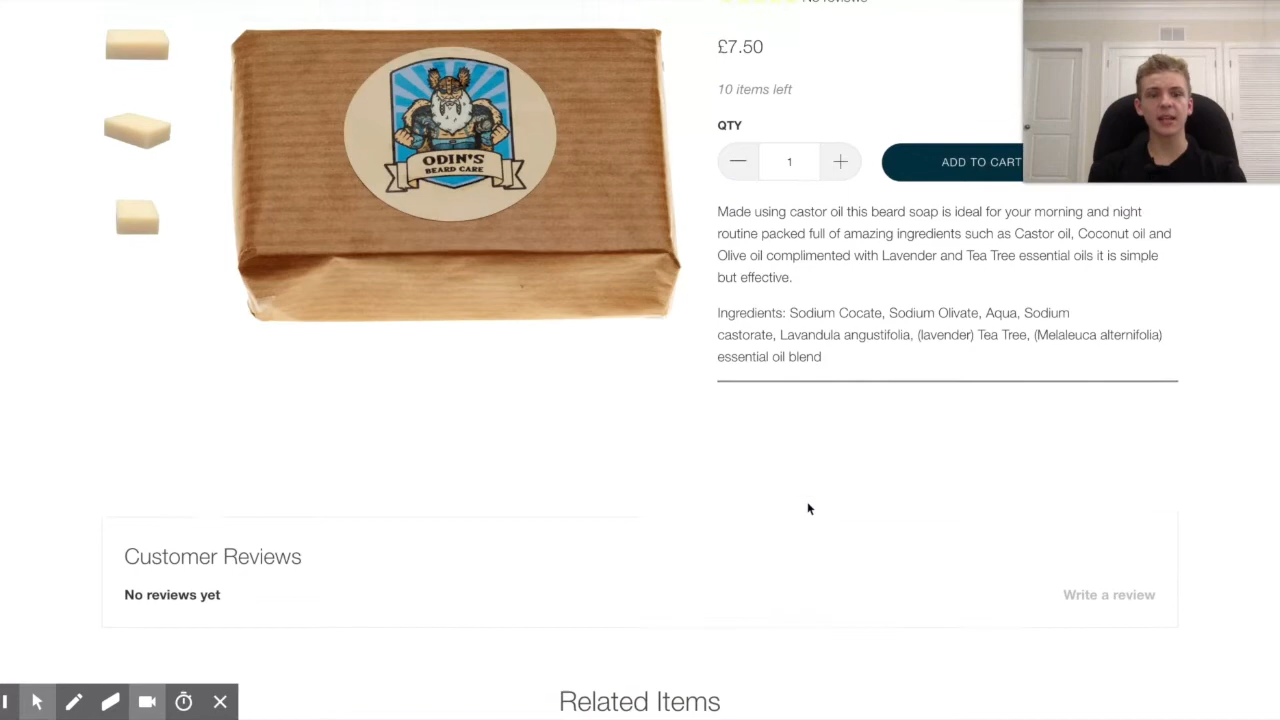 No reviews
£7.50
10 items left
QTY
1
ADD TO CART
ODIN'S
BEARD CARE
Made using castor oil this beard soap is ideal for your morning and night
routine packed full of amazing ingredients such as Castor oil, Coconut oil and
Olive oil complimented with Lavender and Tea Tree essential oils it is simple
but effective.
Ingredients: Sodium Cocate, Sodium Olivate, Aqua, Sodium
castorate, Lavandula angustifolia, (lavender) Tea Tree, (Melaleuca alternifolia)
essential oil blend
Customer Reviews
No reviews yet
Write a review
Related Items